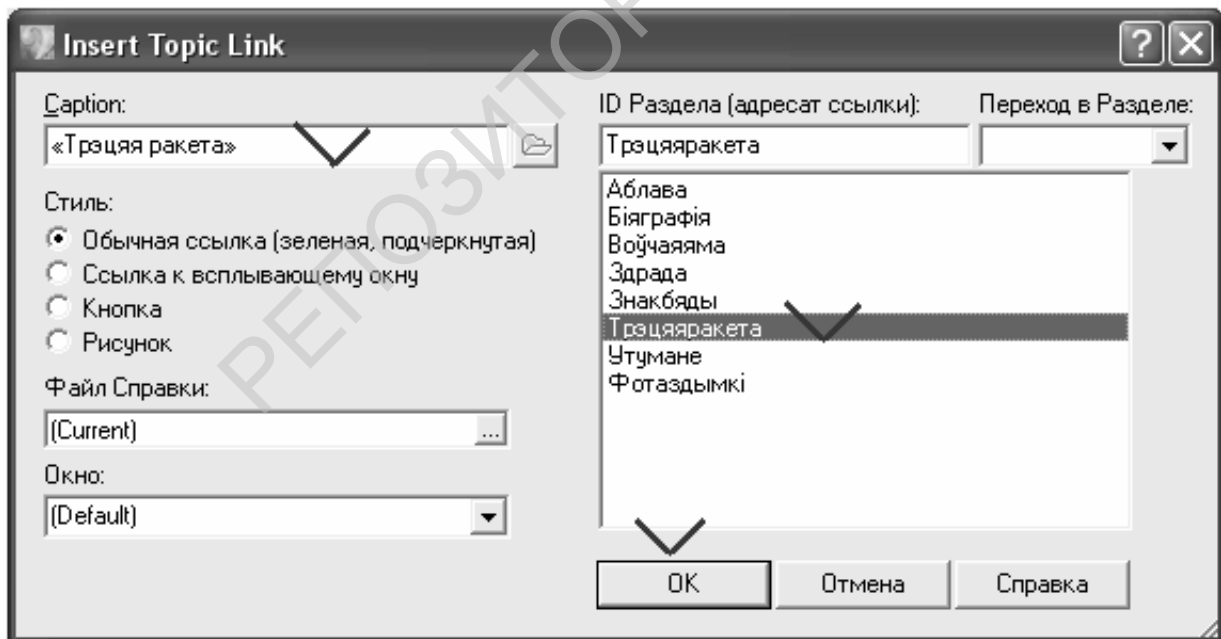 Insert Topic Link
Caption:
«Трэцяя ракета»
Стиль:
Обычная ссылка (зеленая, подчеркнутая)
Ссылка к всплывающему окну
Кнопка
Рисунок
Файл Справки:
(Current)
...
Окно:
(Default)
ID Раздела (адресат ссылки):
Трэцяяракета
Переход в Разделе:
Аблава
Біяграфія
Воўчаяяма
Здрада
Знакбяды
Трэцяяракета
Утумане
Фотаздымкі
OK
Отмена
Справка
РЕПОЗИТОР